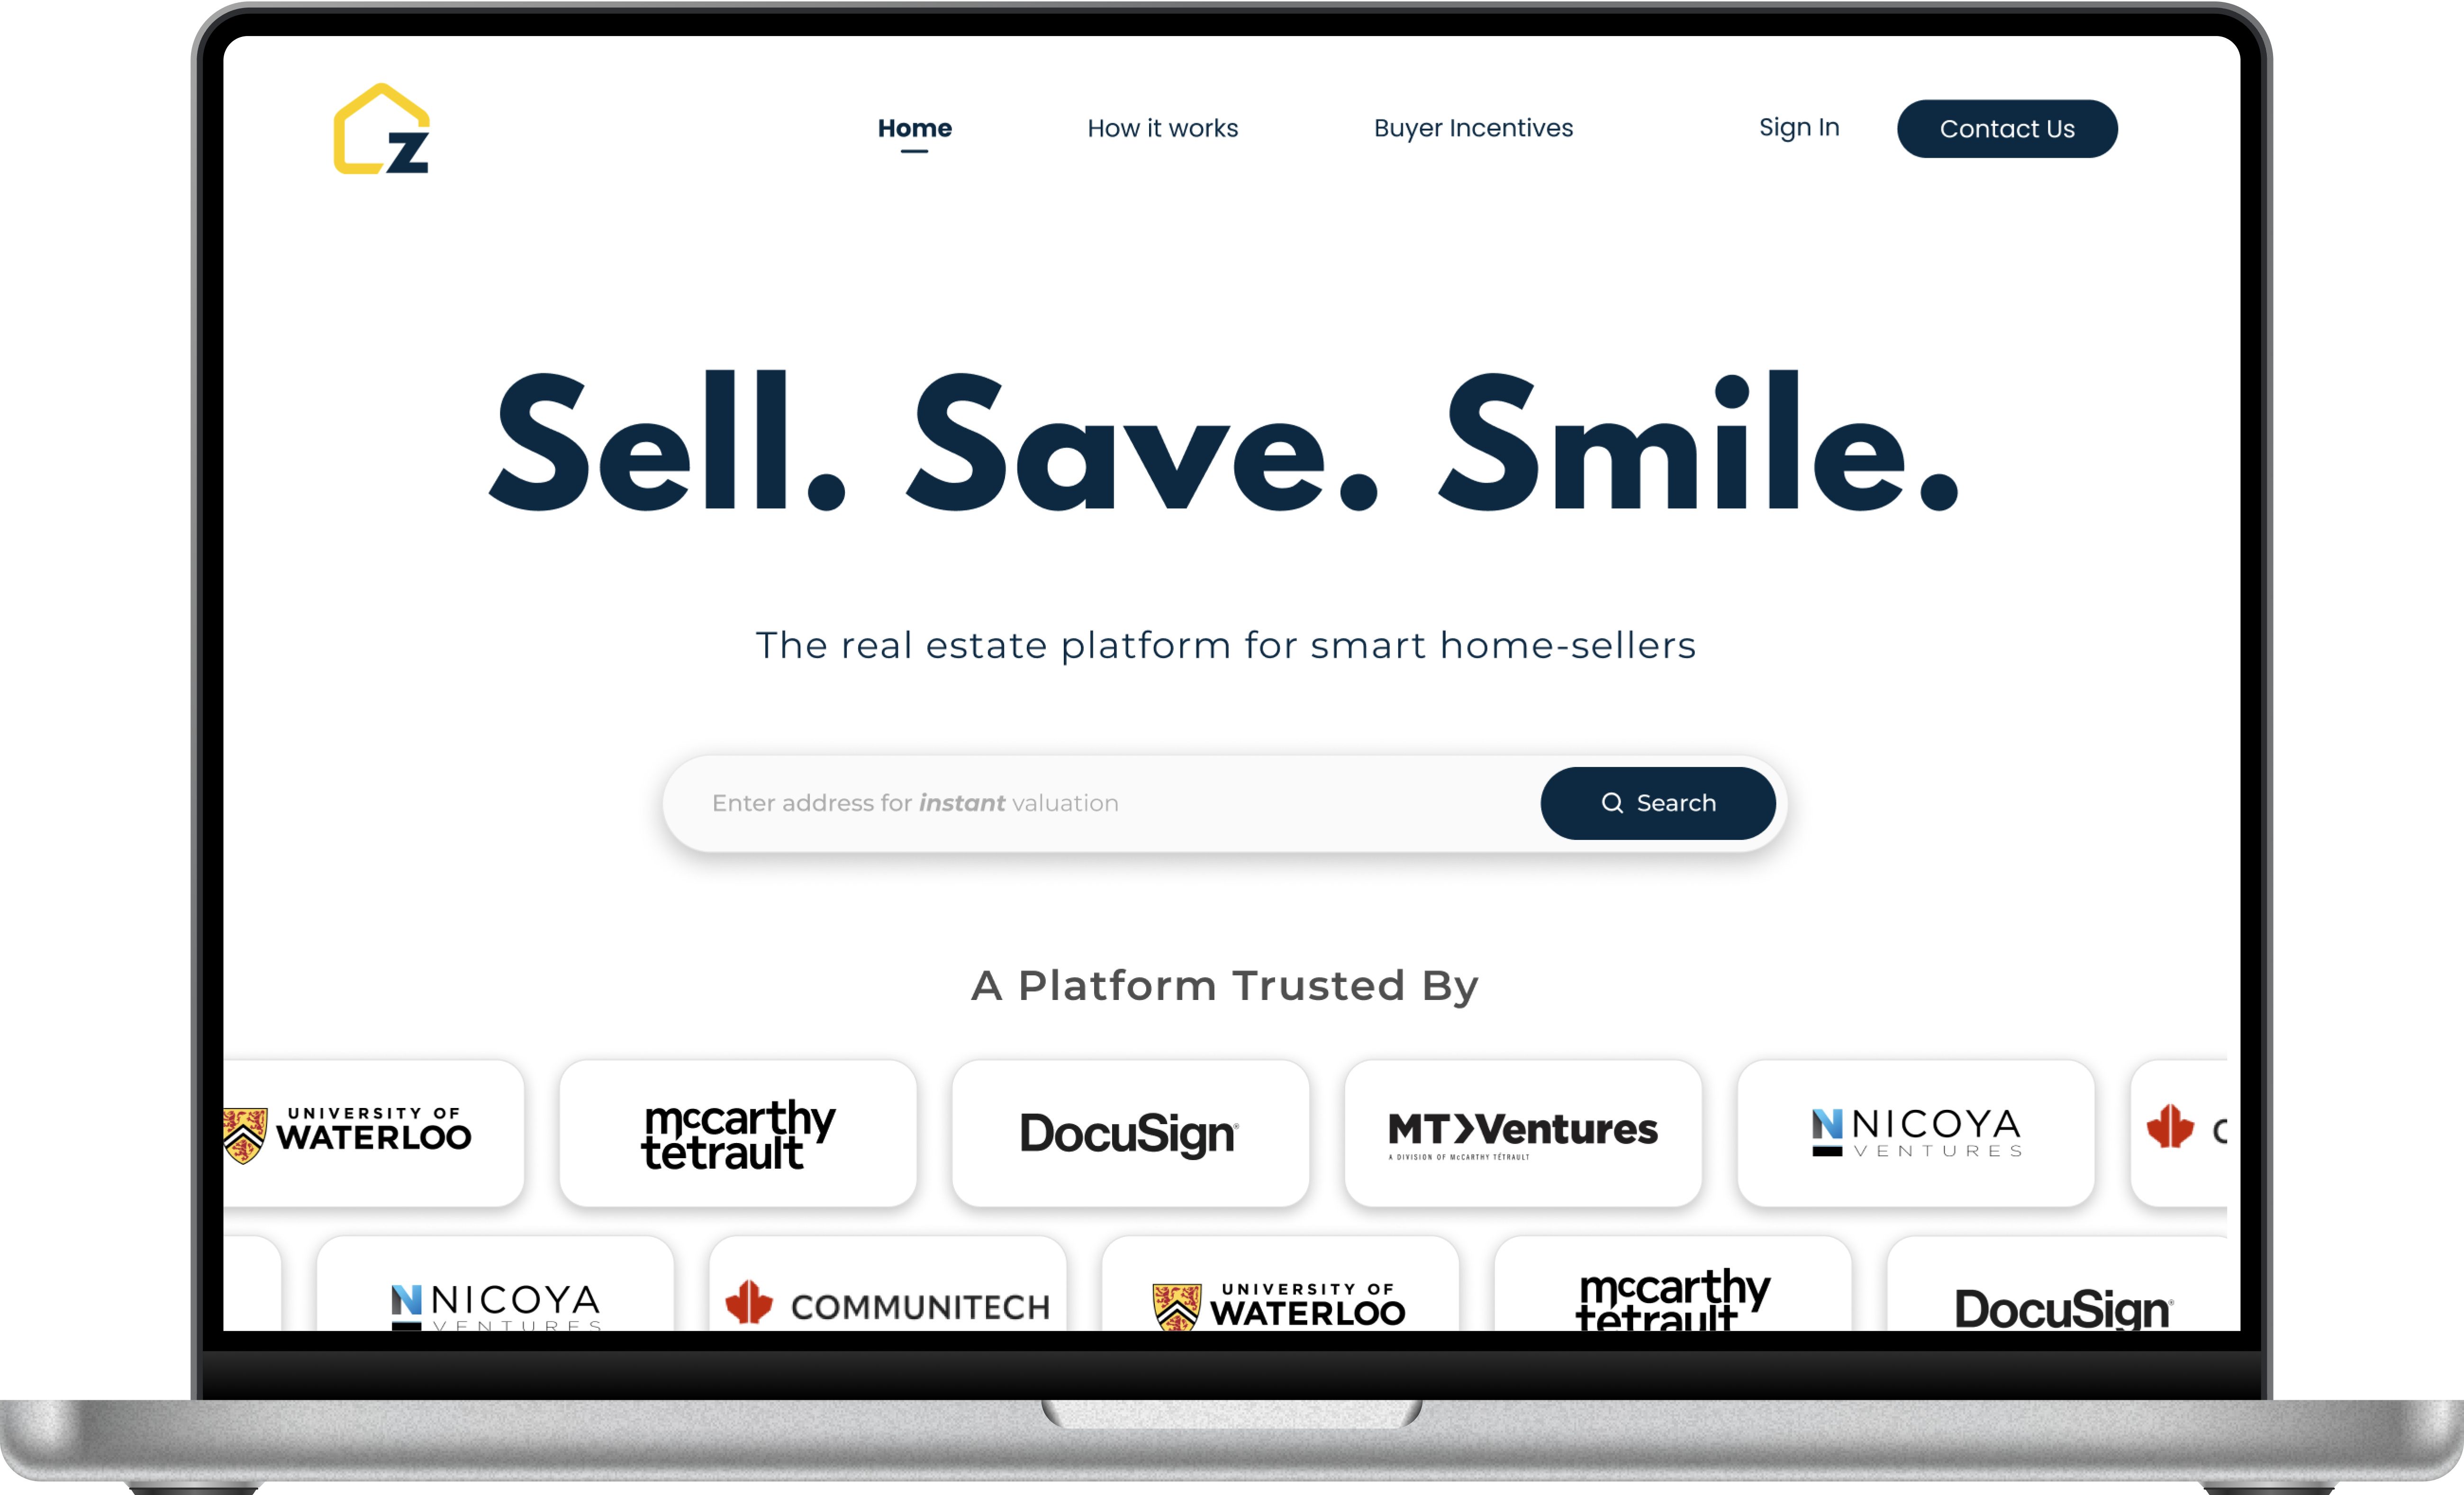 z
Home
How it works
Buyer Incentives
Sign In
Contact Us
Sell. Save. Smile.
The real estate platform for smart home-sellers
Enter address for instant valuation
Search
A Platform Trusted By
UNIVERSITY OF
WATERLOO
mccarthy
tetrault
DocuSign®
MT>Ventures
A DIVISION OF McCARTHY TÉTRAULT
N NICOYA
VENTURES
NICOYA
VENTURES
COMMUNITECH
UNIVERSITY OF
WATERLOO
mccarthy
tetrault
DocuSign®